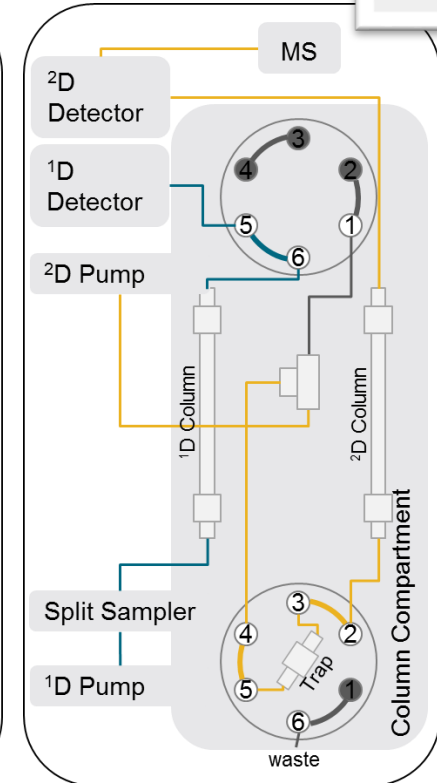 MS
²D
Detector
¹D
Detector
²D Pump
3
4
2
5
1
6
¹D Column
²D Column
Column Compartment
Split Sampler
¹D Pump
3
4
2
Trap
5
1
6
waste